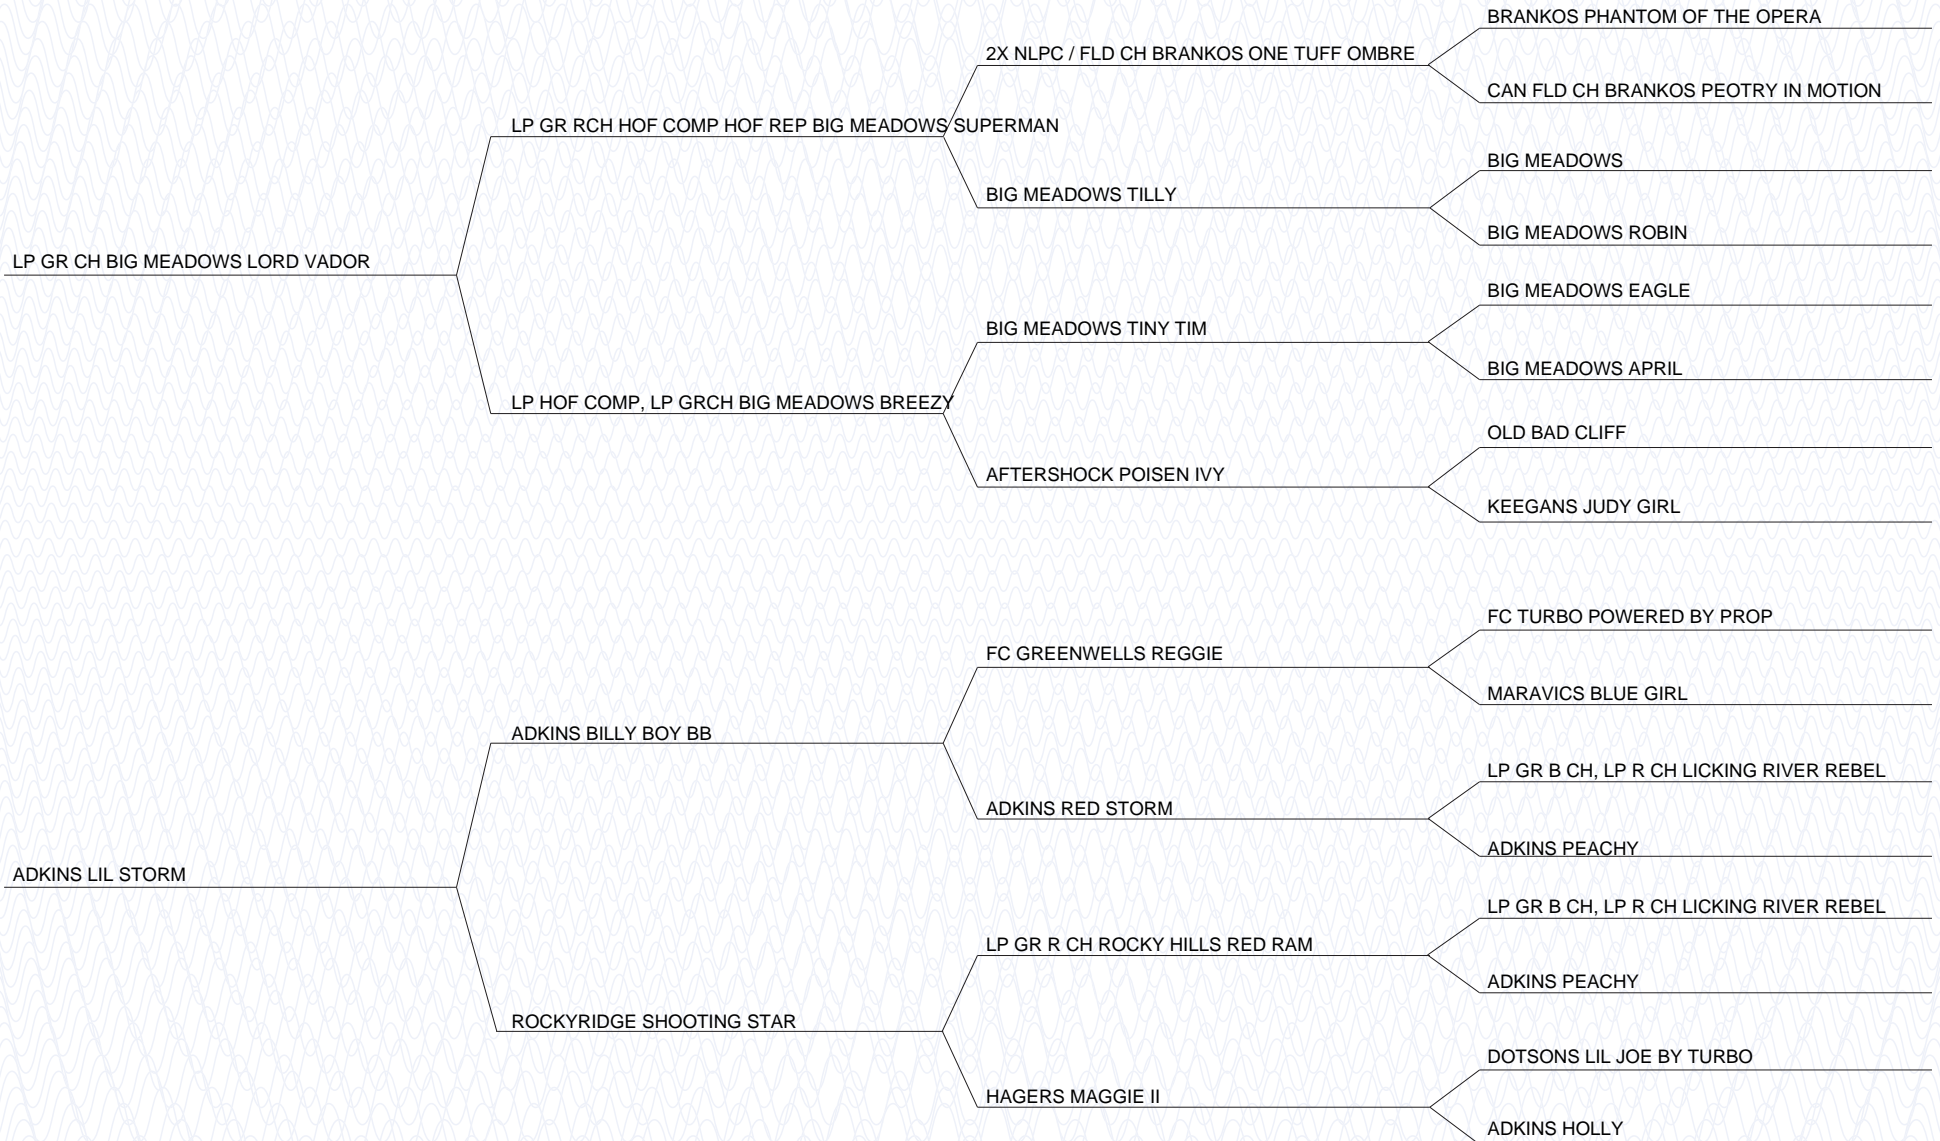 BRANKOS PHANTOM OF THE OPERA
2X NLPC / FLD CH BRANKOS ONE TUFF OMBRE
CAN FLD CH BRANKOS PEOTRY IN MOTION
LP GR RCH HOF COMP HOF REP BIG MEADOWS SUPERMAN
BIG MEADOWS
BIG MEADOWS TILLY
BIG MEADOWS ROBIN
LP GR CH BIG MEADOWS LORD VADOR
BIG MEADOWS EAGLE
BIG MEADOWS TINY TIM
BIG MEADOWS APRIL
LP HOF COMP, LP GRCH BIG MEADOWS BREEZY
OLD BAD CLIFF
AFTERSHOCK POISEN IVY
KEEGANS JUDY GIRL
FC TURBO POWERED BY PROP
FC GREENWELLS REGGIE
MARAVICS BLUE GIRL
ADKINS BILLY BOY BB
LP GR B CH, LP R CH LICKING RIVER REBEL
ADKINS RED STORM
ADKINS PEACHY
ADKINS LIL STORM
LP GR B CH, LP R CH LICKING RIVER REBEL
LP GR R CH ROCKY HILLS RED RAM
ADKINS PEACHY
ROCKYRIDGE SHOOTING STAR
DOTSONS LIL JOE BY TURBO
HAGERS MAGGIE II
ADKINS HOLLY